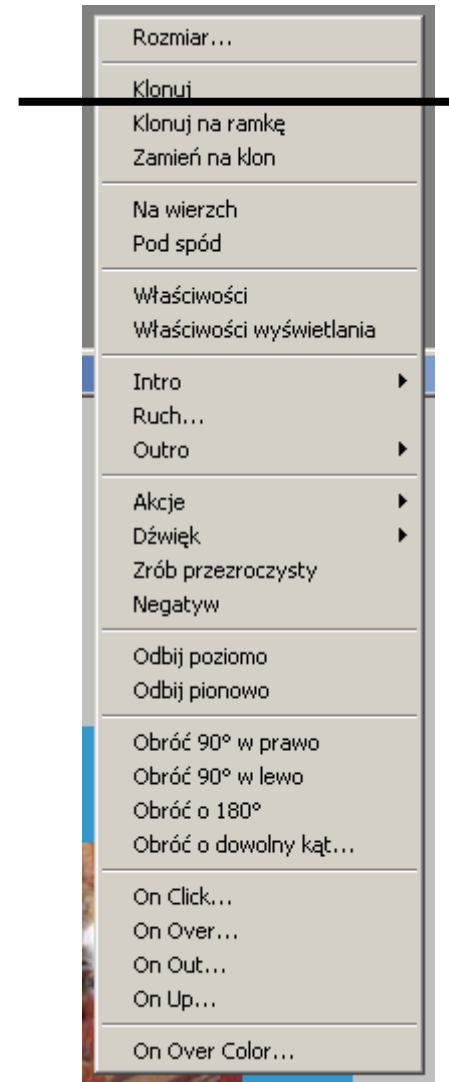 Rozmiar...
Klonuj
Klonuj na ramkę
Zamień na klon
Na wierzch
Pod spód
Właściwości
Właściwości wyświetlania
Intro
Ruch...
Outro
Akcje
Dźwięk
Zrób przezroczysty
Negatyw
Odbij poziomo
Odbij pionowo
Obróć 90° w prawo
Obróć 90° w lewo
Obróć o 180°
Obróć o dowolny kąt...
On Click...
On Over...
On Out...
On Up...
On Over Color...